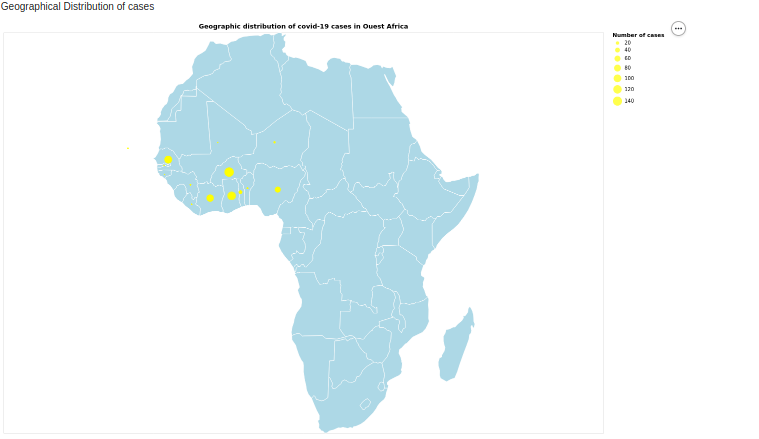 Geographical Distribution of cases
Geographic distribution of covid-19 cases in Ouest Africa
Number of cases
20
40
60
80
100
120
140